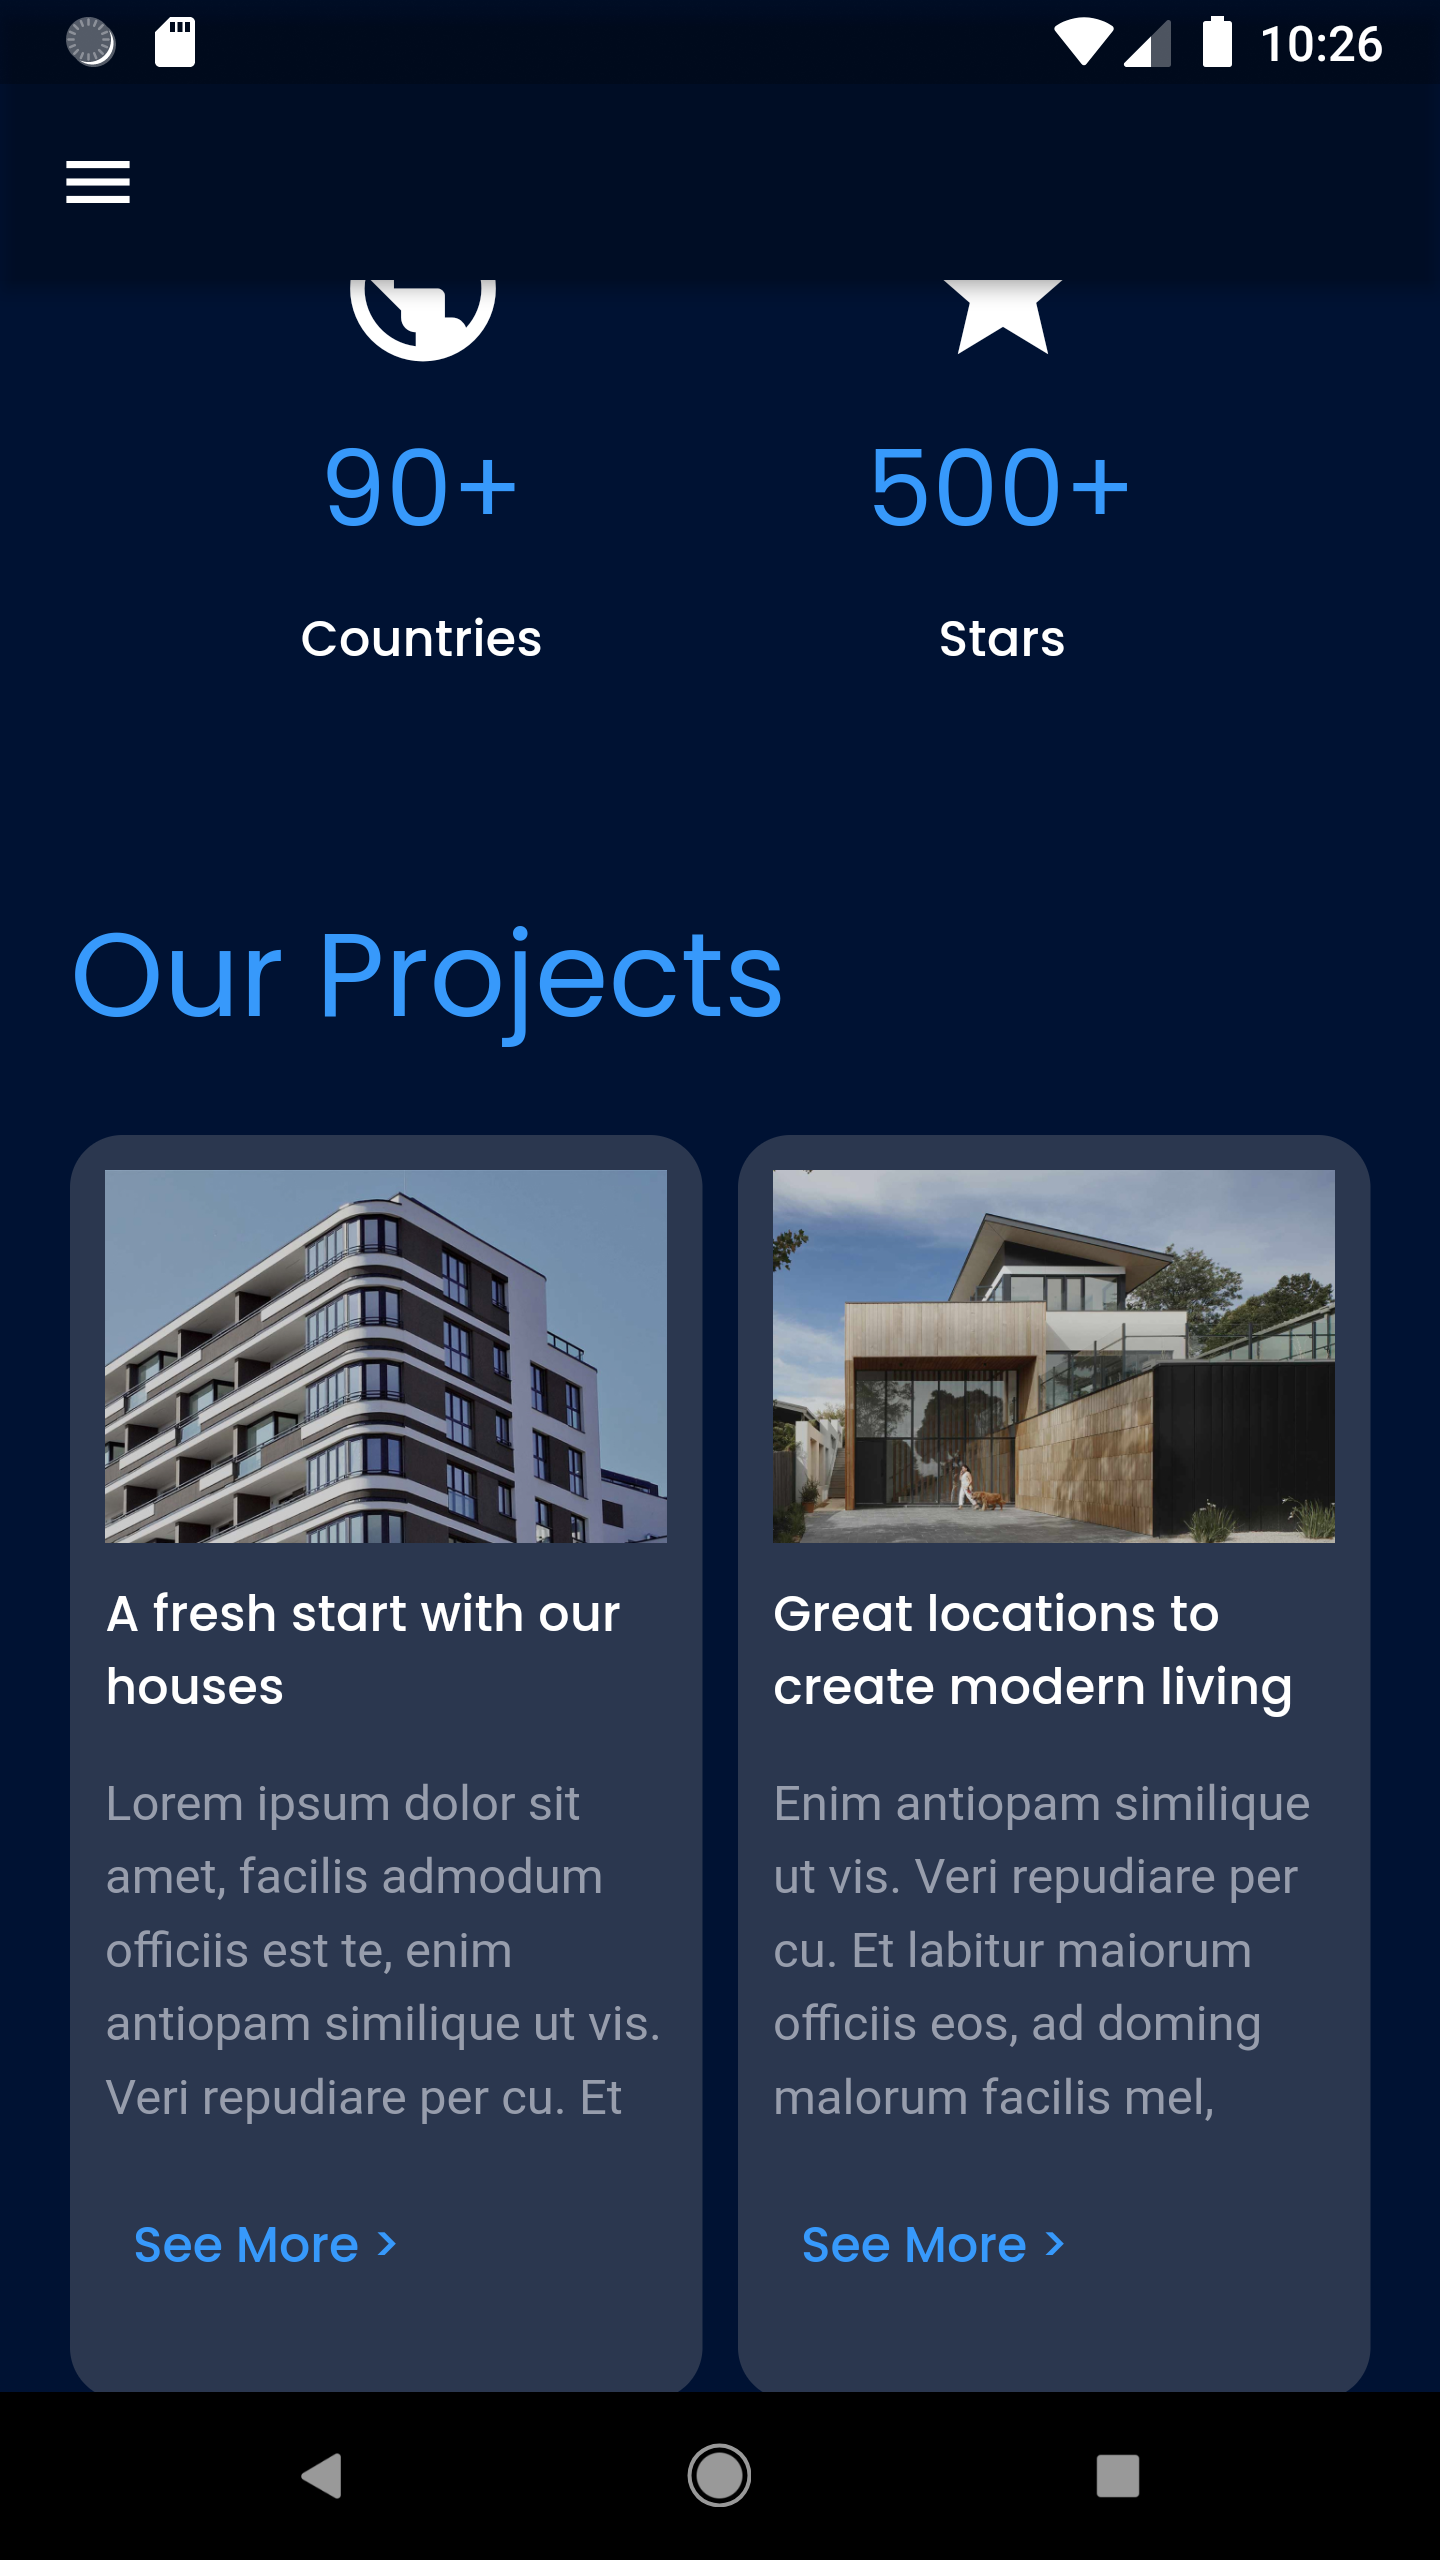 10:26
90+
500+
Countries
Stars
Our Projects
A fresh start with our
houses
Lorem ipsum dolor sit
amet, facilis admodum
officiis est te, enim
antiopam similique ut vis.
Veri repudiare per cu. Et
See More >
Great locations to
create modern living
Enim antiopam similique
ut vis. Veri repudiare per
cu. Et labitur maiorum
officiis eos, ad doming
malorum facilis mel,
See More >